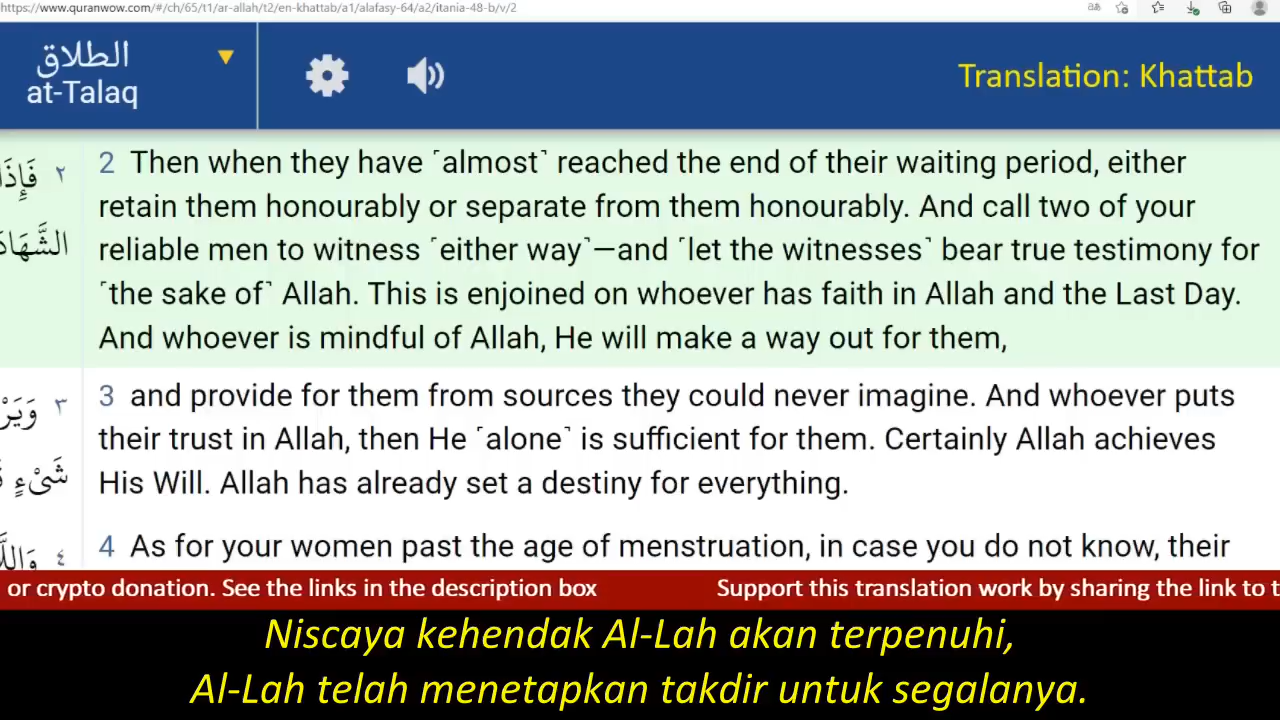 https://www.quranwow.com/#/ch/65/t1/ar-allah/t2/en-khattab/a1/alafasy-64/a2/itania-48-b/v/2
الطلاق
at-Talaq
Translation: Khattab
٢ فَإِذَا
2 Then when they have ˹almost˺ reached the end of their waiting period, either
retain them honourably or separate from them honourably. And call two of your
الشَّهَادَ
reliable men to witness ˹either way˺—and ˹let the witnesses˺ bear true testimony for
˹the sake of˺ Allah. This is enjoined on whoever has faith in Allah and the Last Day.
And whoever is mindful of Allah, He will make a way out for them,
٣ وَيَرْ
3 and provide for them from sources they could never imagine. And whoever puts
their trust in Allah, then He ˹alone˺ is sufficient for them. Certainly Allah achieves
شَىْءٍ
His Will. Allah has already set a destiny for everything.
٤
4 As for your women past the age of menstruation, in case you do not know, their
or crypto donation. See the links in the description box Support this translation work by sharing the link to t
Niscaya kehendak Al-Lah akan terpenuhi,
Al-Lah telah menetapkan takdir untuk segalanya.